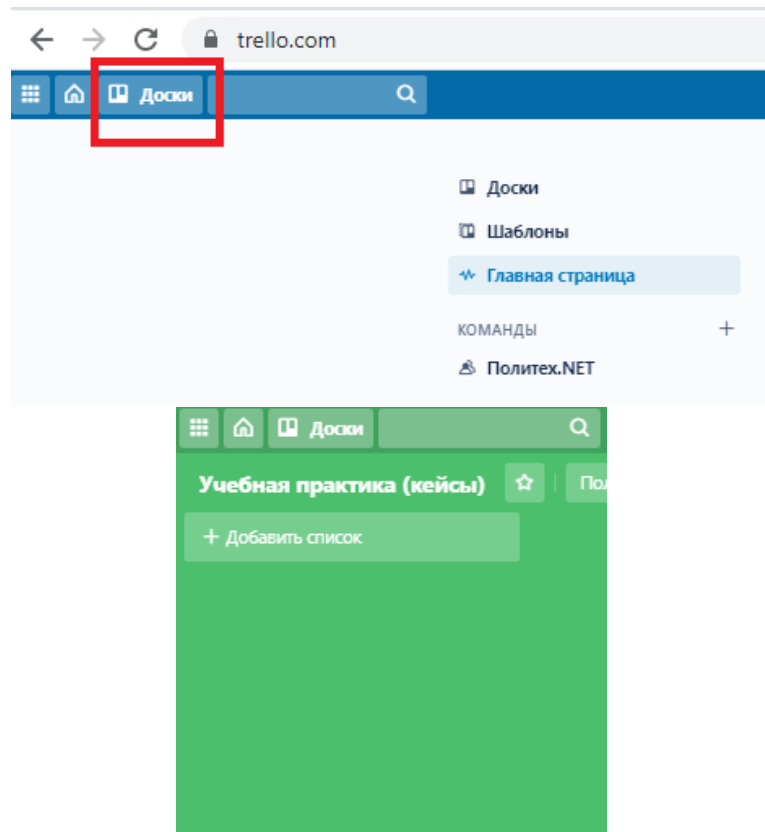 trello.com
Доски
Доски
Шаблоны
Главная страница
КОМАНДЫ
Политех.NET
Доски
Учебная практика (кейсы)
+ Добавить список